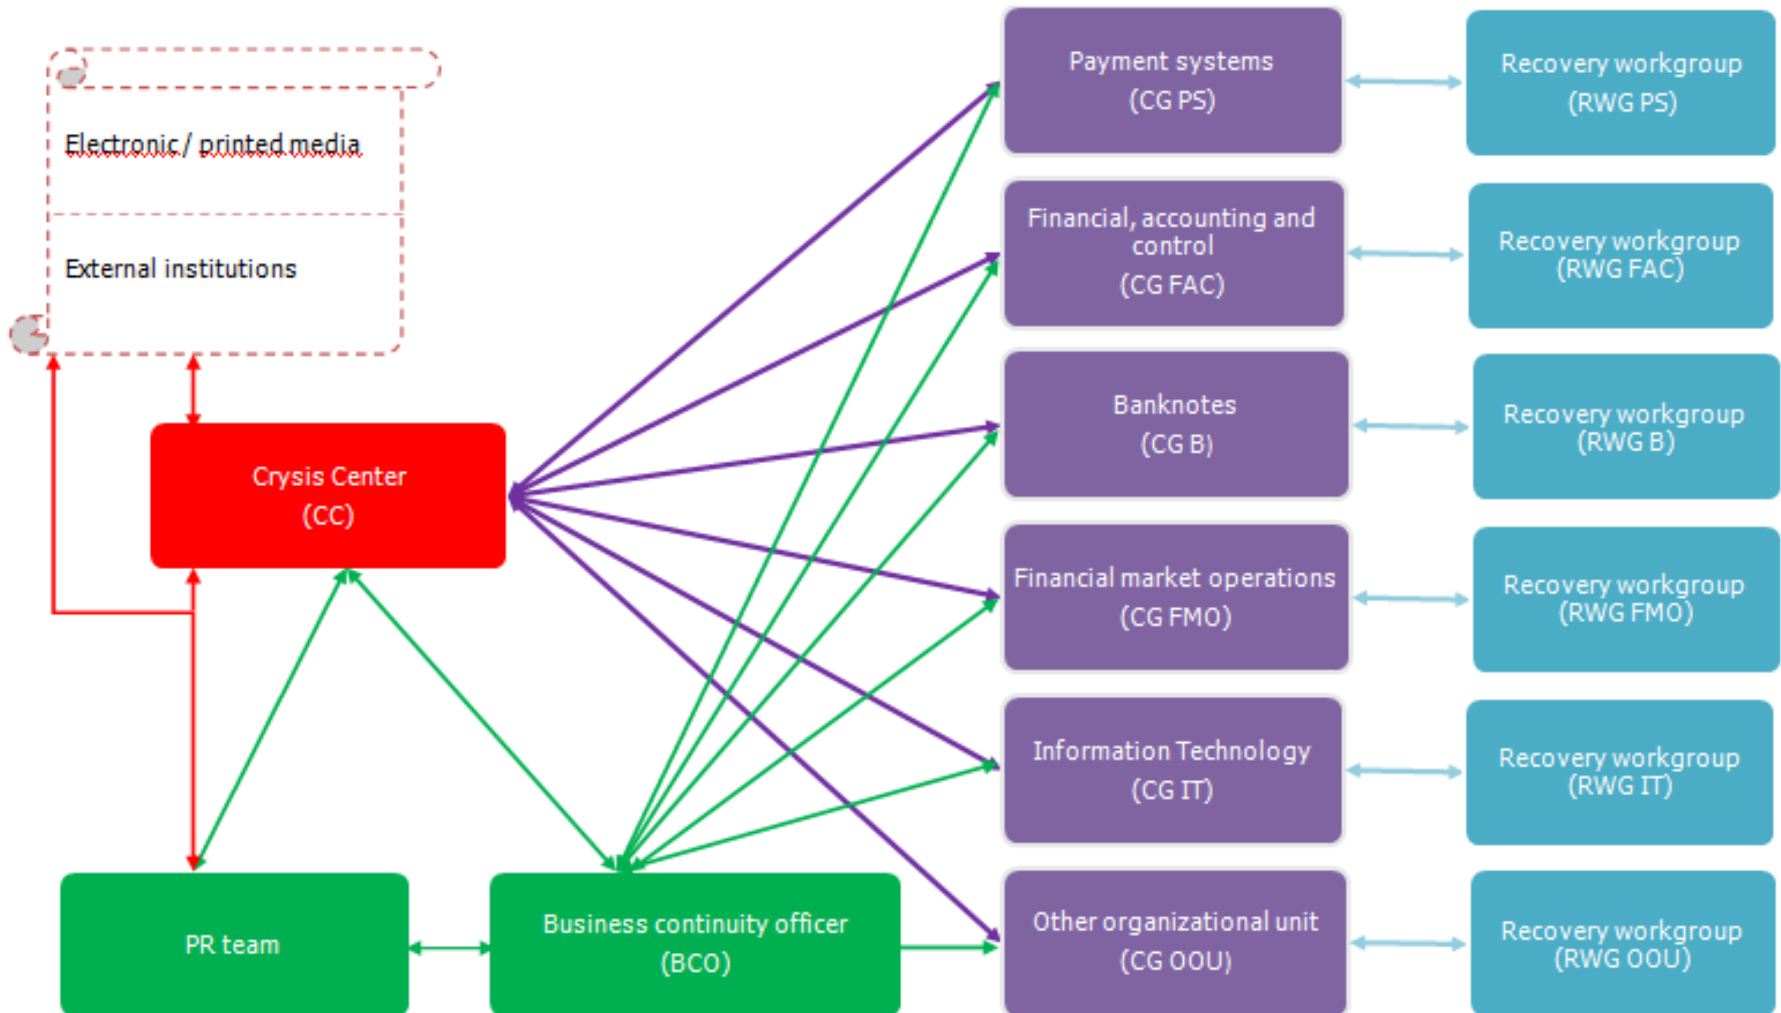 Electronic / printed media
External institutions
Crysis Center
(CC)
PR team
Business continuity officer
(BCO)
Payment systems
(CG PS)
Financial, accounting and
control
(CG FAC)
Banknotes
(CG B)
Financial market operations
(CG FMO)
Information Technology
(CG IT)
Other organizational unit
(CG OOU)
Recovery workgroup
(RWG PS)
Recovery workgroup
(RWG FAC)
Recovery workgroup
(RWG B)
Recovery workgroup
(RWG FMO)
Recovery workgroup
(RWG IT)
Recovery workgroup
(RWG OOU)